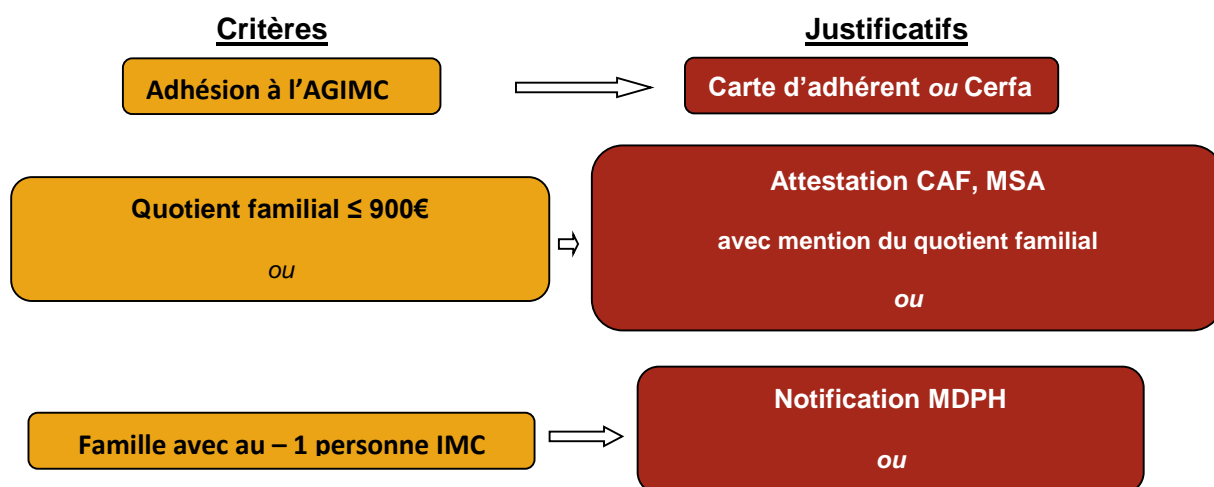 Critères
Justificatifs
Adhésion à l’AGIMC
Carte d’adhérent ou Cerfa
Quotient familial ≤ 900€
ou
Attestation CAF, MSA
avec mention du quotient familial
ou
Famille avec au – 1 personne IMC
Notification MDPH
ou